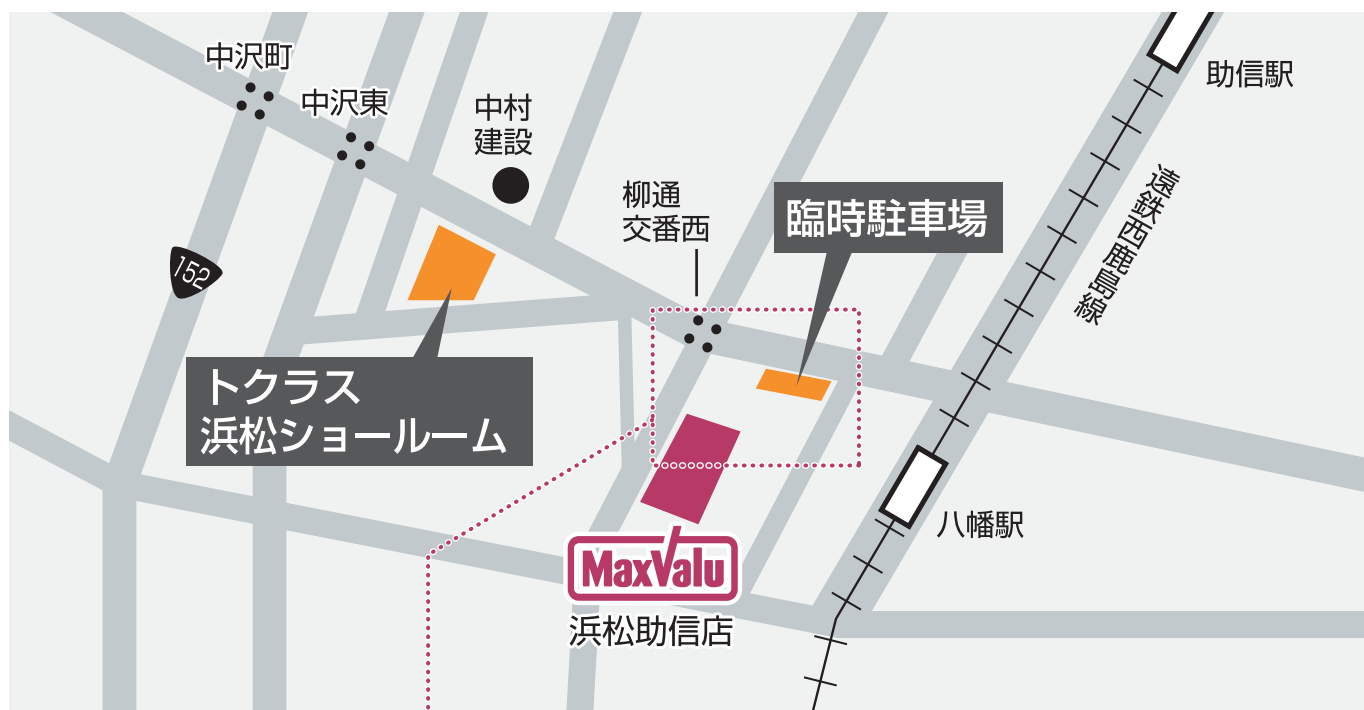 中沢町
中沢東
中村
建設
助信駅
柳通
交番西
臨時駐車場
遠鉄西鹿島線
152
トクラス
浜松ショールーム
八幡駅
MaxValu
浜松助信店